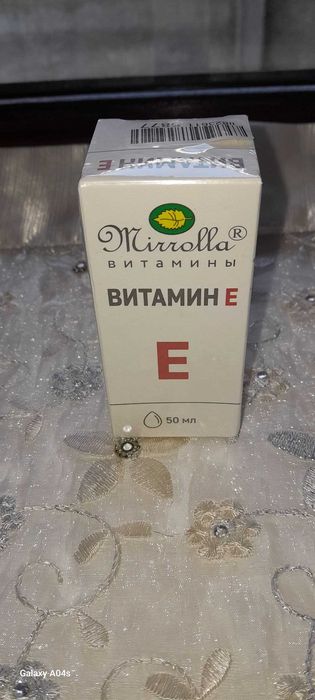 ВИТАМИН Е
Mirrolla®
витамины
ВИТАМИН Е
Е
50 мл
Galaxy A04s